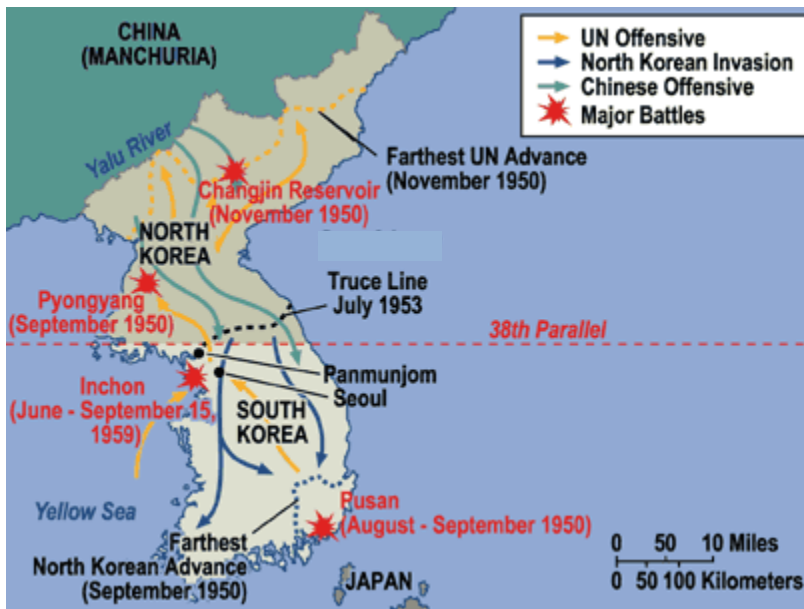 CHINA
(MANCHURIA)
UN Offensive
North Korean Invasion
Chinese Offensive
Major Battles
Yalu River
Farthest UN Advance
(November 1950)
Changjin Reservoir
(November 1950)
NORTH
KOREA
Truce Line
July 1953
Pyongyang
(September 1950)
38th Parallel
Panmunjom
Seoul
Inchon
(June - September 15,
1959)
SOUTH
KOREA
Yellow Sea
Pusan
(August - September 1950)
Farthest
North Korean Advance
(September 1950)
JAPAN
0 50 10 Miles
0 50 100 Kilometers